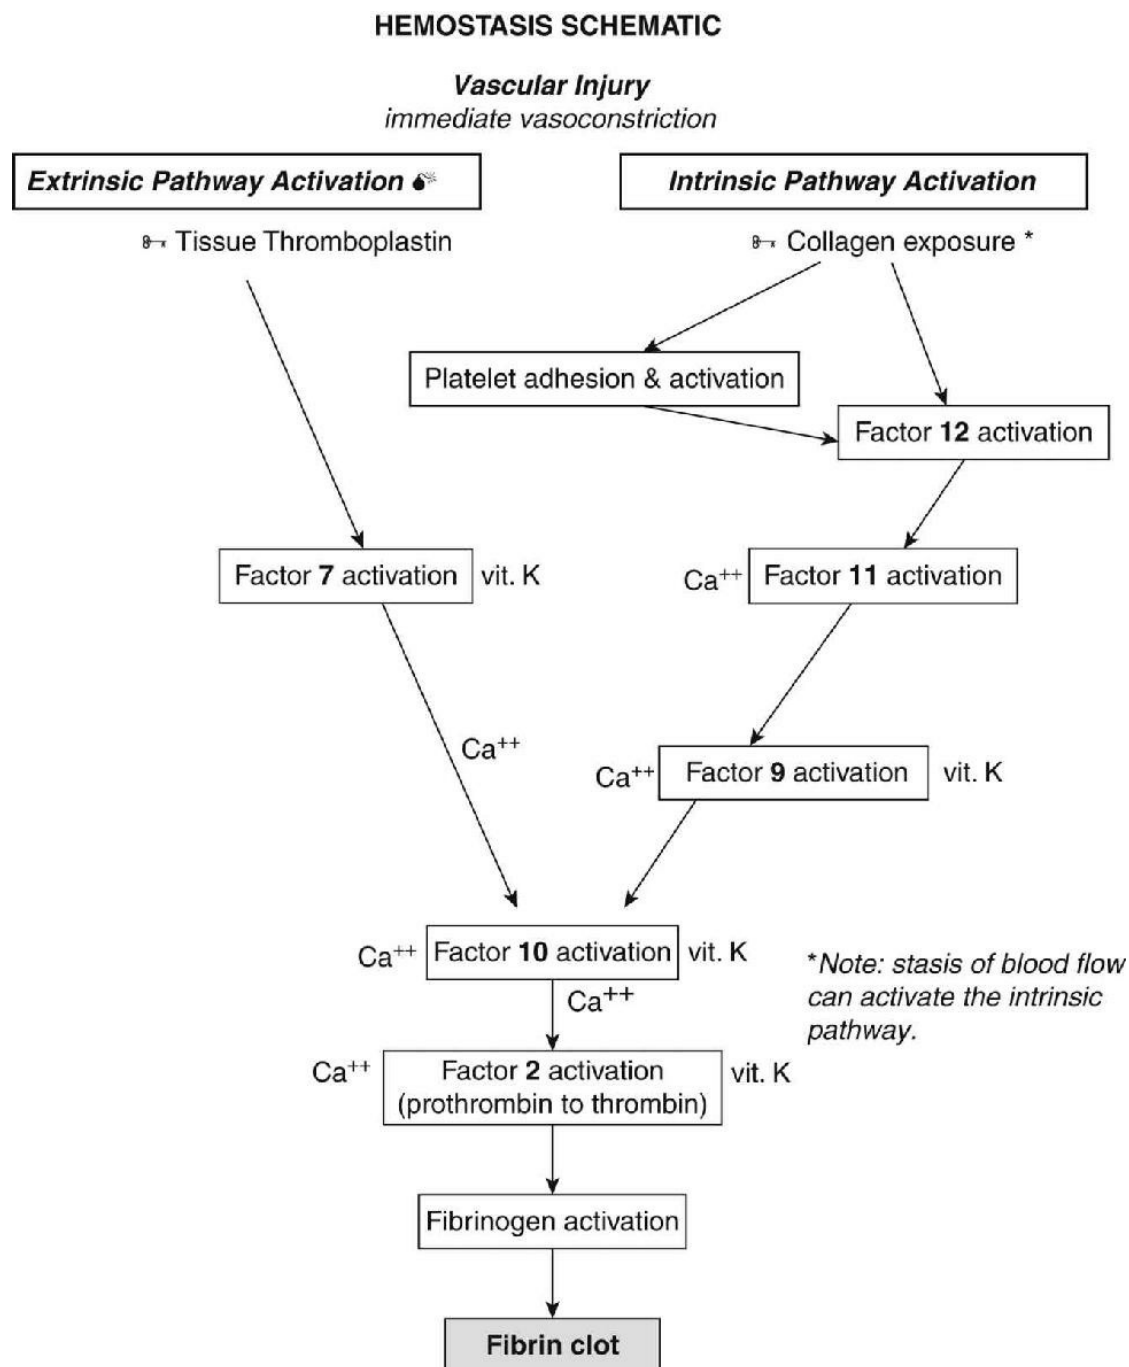 HEMOSTASIS SCHEMATIC
Vascular Injury
immediate vasoconstriction
Extrinsic Pathway Activation
Intrinsic Pathway Activation
Tissue Thromboplastin
Collagen exposure *
Platelet adhesion & activation
Factor 12 activation
Factor 7 activation vit. K
Ca++ Factor 11 activation
Ca++
Ca++ Factor 9 activation vit. K
Ca++ Factor 10 activation vit. K
*Note: stasis of blood flow
can activate the intrinsic
pathway.
Ca++
Ca++ Factor 2 activation vit. K
(prothrombin to thrombin)
Fibrinogen activation
Fibrin clot